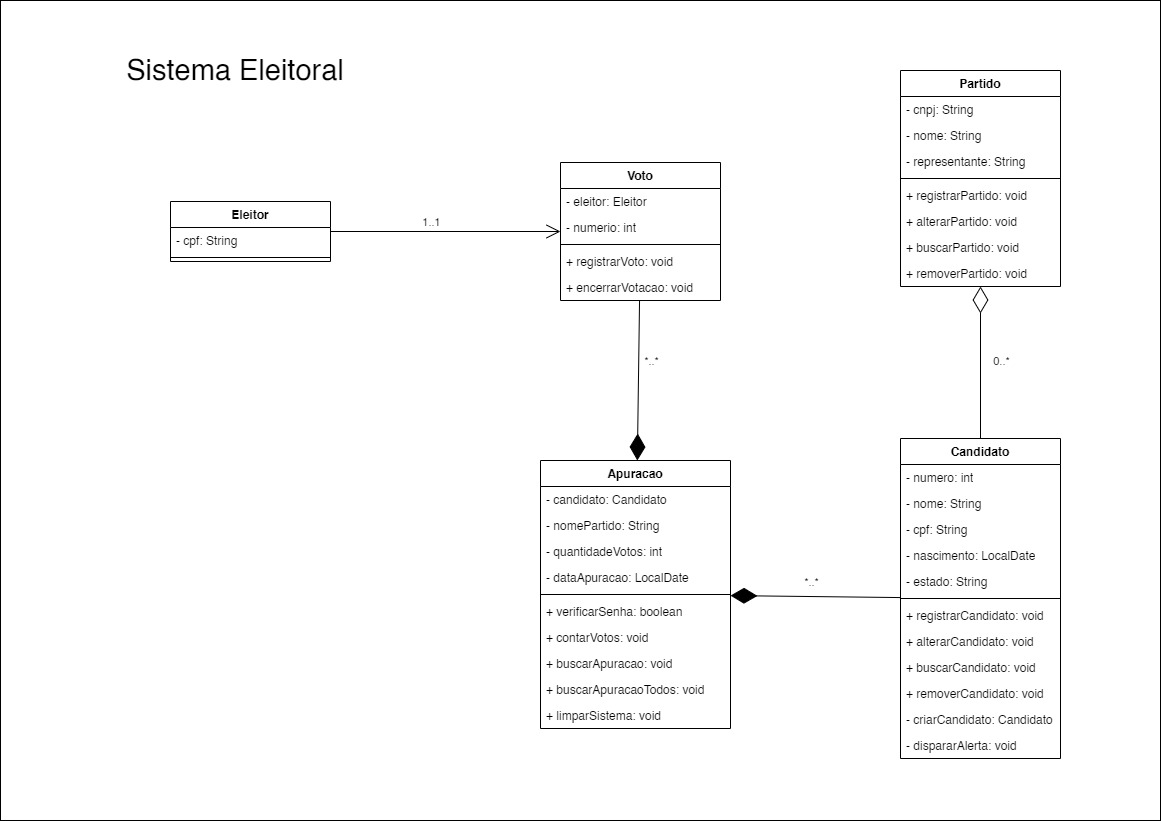 Sistema Eleitoral
Partido
- cnpj: String
- nome: String
- representante: String
+ registrarPartido: void
+ alterarPartido: void
+ buscarPartido: void
+ removerPartido: void
Voto
- eleitor: Eleitor
- numerio: int
+ registrarVoto: void
+ encerrarVotacao: void
Eleitor
- cpf: String
1..1
*..*
0..*
Apuracao
- candidato: Candidato
- nomePartido: String
- quantidadeVotos: int
- dataApuracao: LocalDate
+ verificarSenha: boolean
+ contarVotos: void
+ buscarApuracao: void
+ buscarApuracaoTodos: void
+ limparSistema: void
*..*
Candidato
- numero: int
- nome: String
- cpf: String
- nascimento: LocalDate
- estado: String
+ registrarCandidato: void
+ alterarCandidato: void
+ buscarCandidato: void
+ removerCandidato: void
- criarCandidato: Candidato
- dispararAlerta: void